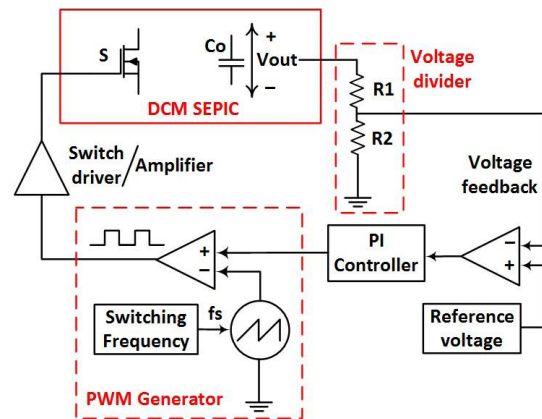 S
Co
+
Vout
−
DCM SEPIC
Voltage
divider
R1
R2
Switch
driver/Amplifier
Voltage
feedback
PI
Controller
+
−
−
+
Switching
Frequency
fs
Reference
voltage
PWM Generator